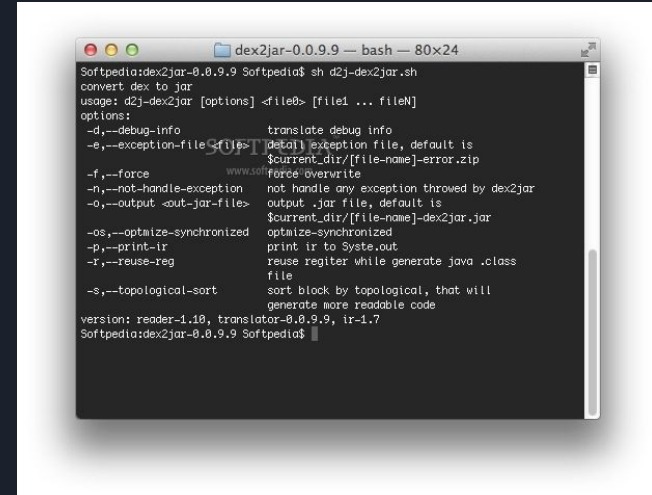 dex2jar-0.0.9.9 — bash — 80×24
Softpedia:dex2jar-0.0.9.9 Softpedia$ sh d2j-dex2jar.sh
convert dex to jar
usage: d2j-dex2jar [options] <file0> [file1 ... fileN]
options:
-d,--debug-info translate debug info
-e,--exception-file <file> detail exception file, default is
$current_dir/[file-name]-error.zip
-f,--force force overwrite
-n,--not-handle-exception not handle any exception throwed by dex2jar
-o,--output <out-jar-file> output .jar file, default is
$current_dir/[file-name]-dex2jar.jar
-os,--optmize-synchronized optmize-synchronized
-p,--print-ir print ir to Syste.out
-r,--reuse-reg reuse regiter while generate java .class
file
-s,--topological-sort sort block by topological, that will
generate more readable code
version: reader-1.10, translator-0.0.9.9, ir-1.7
Softpedia:dex2jar-0.0.9.9 Softpedia$
SOFTPEDIA
www.softpedia.com